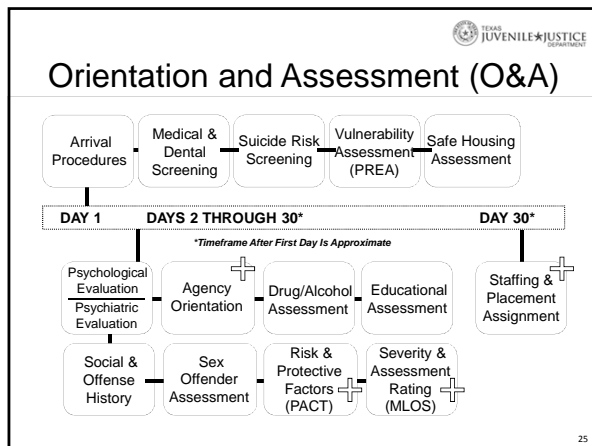 TEXAS
JUVENILE★JUSTICE
DEPARTMENT
Orientation and Assessment (O&A)
Arrival
Procedures
Medical &
Dental
Screening
Suicide Risk
Screening
Vulnerability
Assessment
(PREA)
Safe Housing
Assessment
DAY 1 DAYS 2 THROUGH 30* DAY 30*
*Timeframe After First Day Is Approximate
Psychological
Evaluation
Psychiatric
Evaluation
Agency
Orientation
Drug/Alcohol
Assessment
Educational
Assessment
Staffing &
Placement
Assignment
Social &
Offense
History
Sex
Offender
Assessment
Risk &
Protective
Factors
(PACT)
Severity &
Assessment
Rating
(MLOS)
25